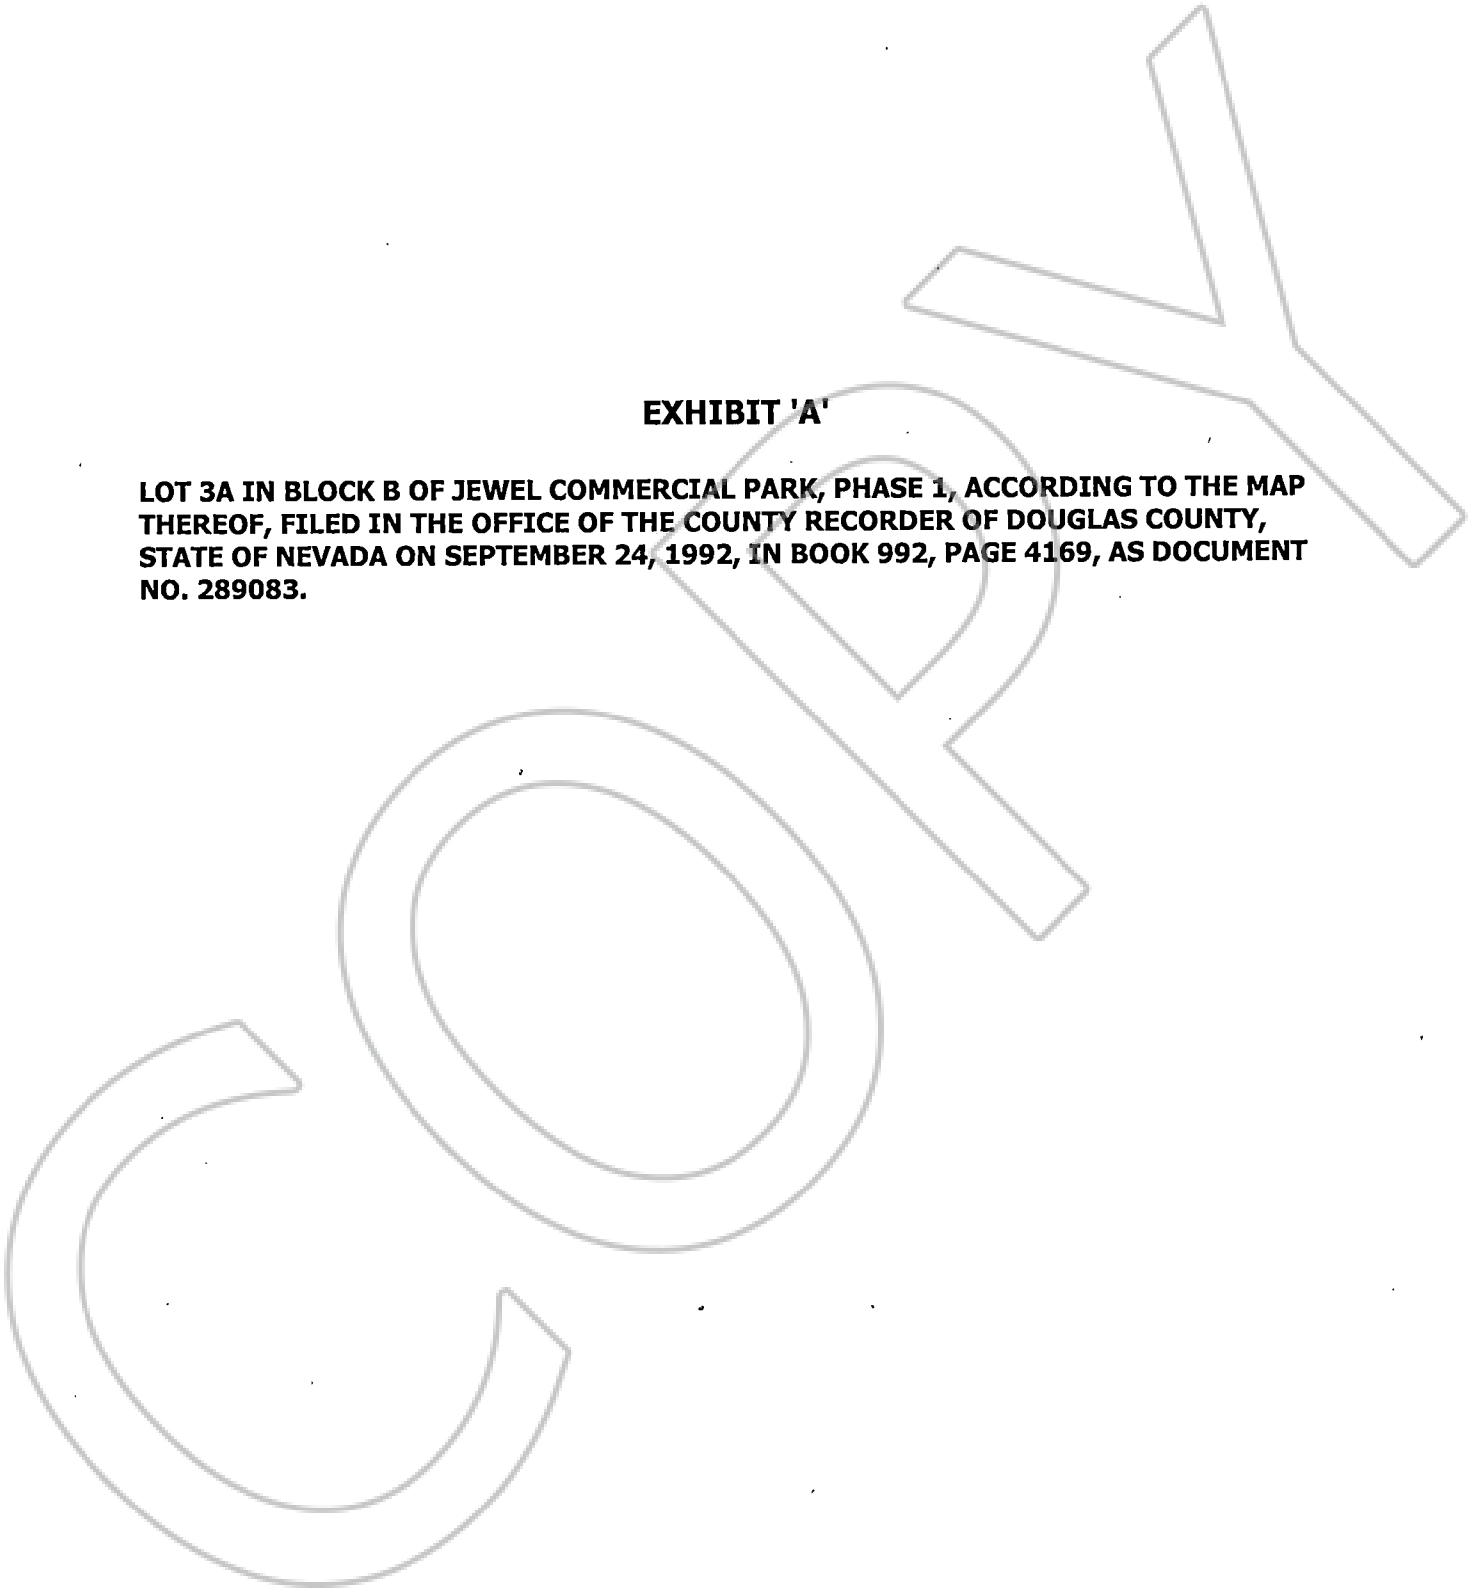 EXHIBIT 'A'
LOT 3A IN BLOCK B OF JEWEL COMMERCIAL PARK, PHASE 1, ACCORDING TO THE MAP
THEREOF, FILED IN THE OFFICE OF THE COUNTY RECORDER OF DOUGLAS COUNTY,
STATE OF NEVADA ON SEPTEMBER 24, 1992, IN BOOK 992, PAGE 4169, AS DOCUMENT
NO. 289083.
COPY